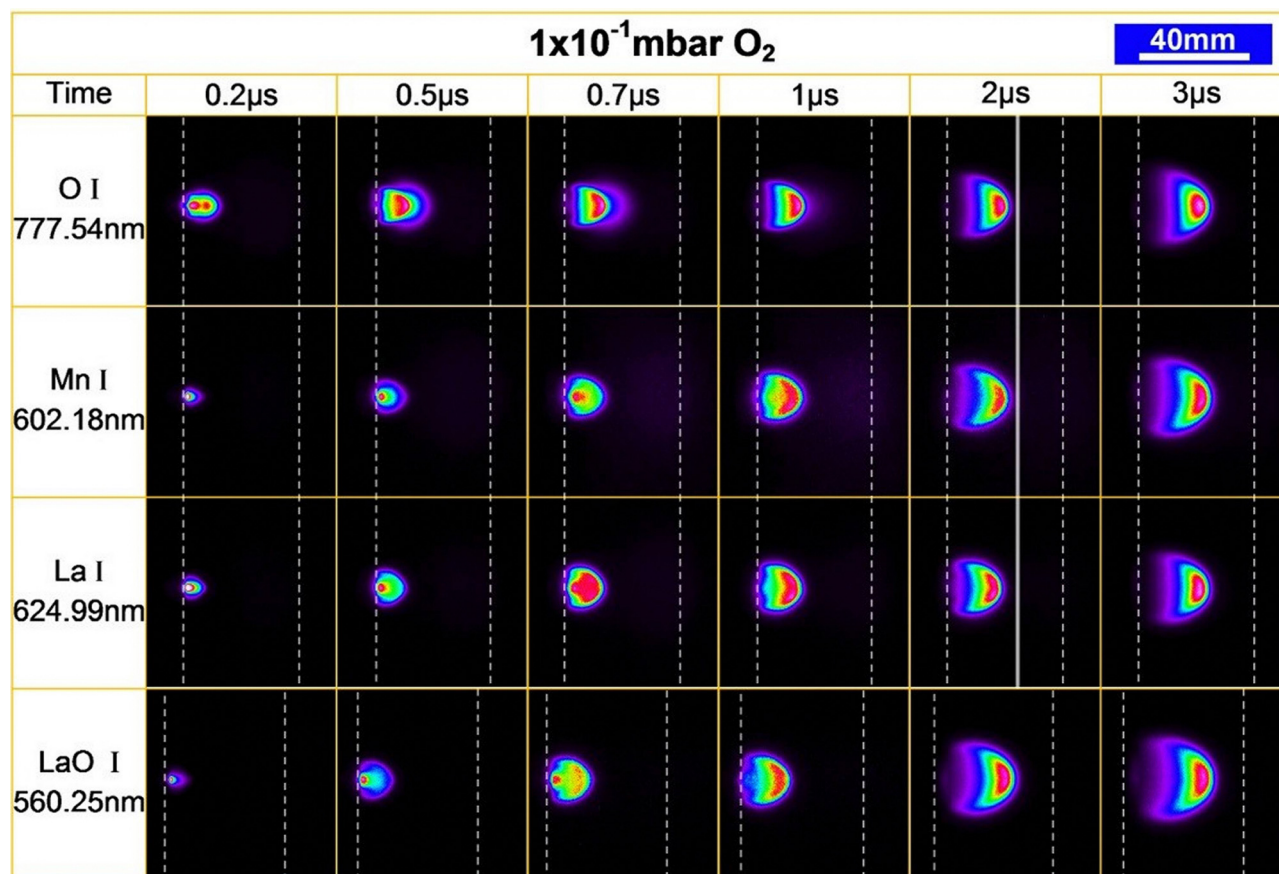 1x10⁻¹mbar O₂
40mm
Time 0.2µs 0.5µs 0.7µs 1µs 2µs 3µs
O I
777.54nm
Mn I
602.18nm
La I
624.99nm
LaO I
560.25nm